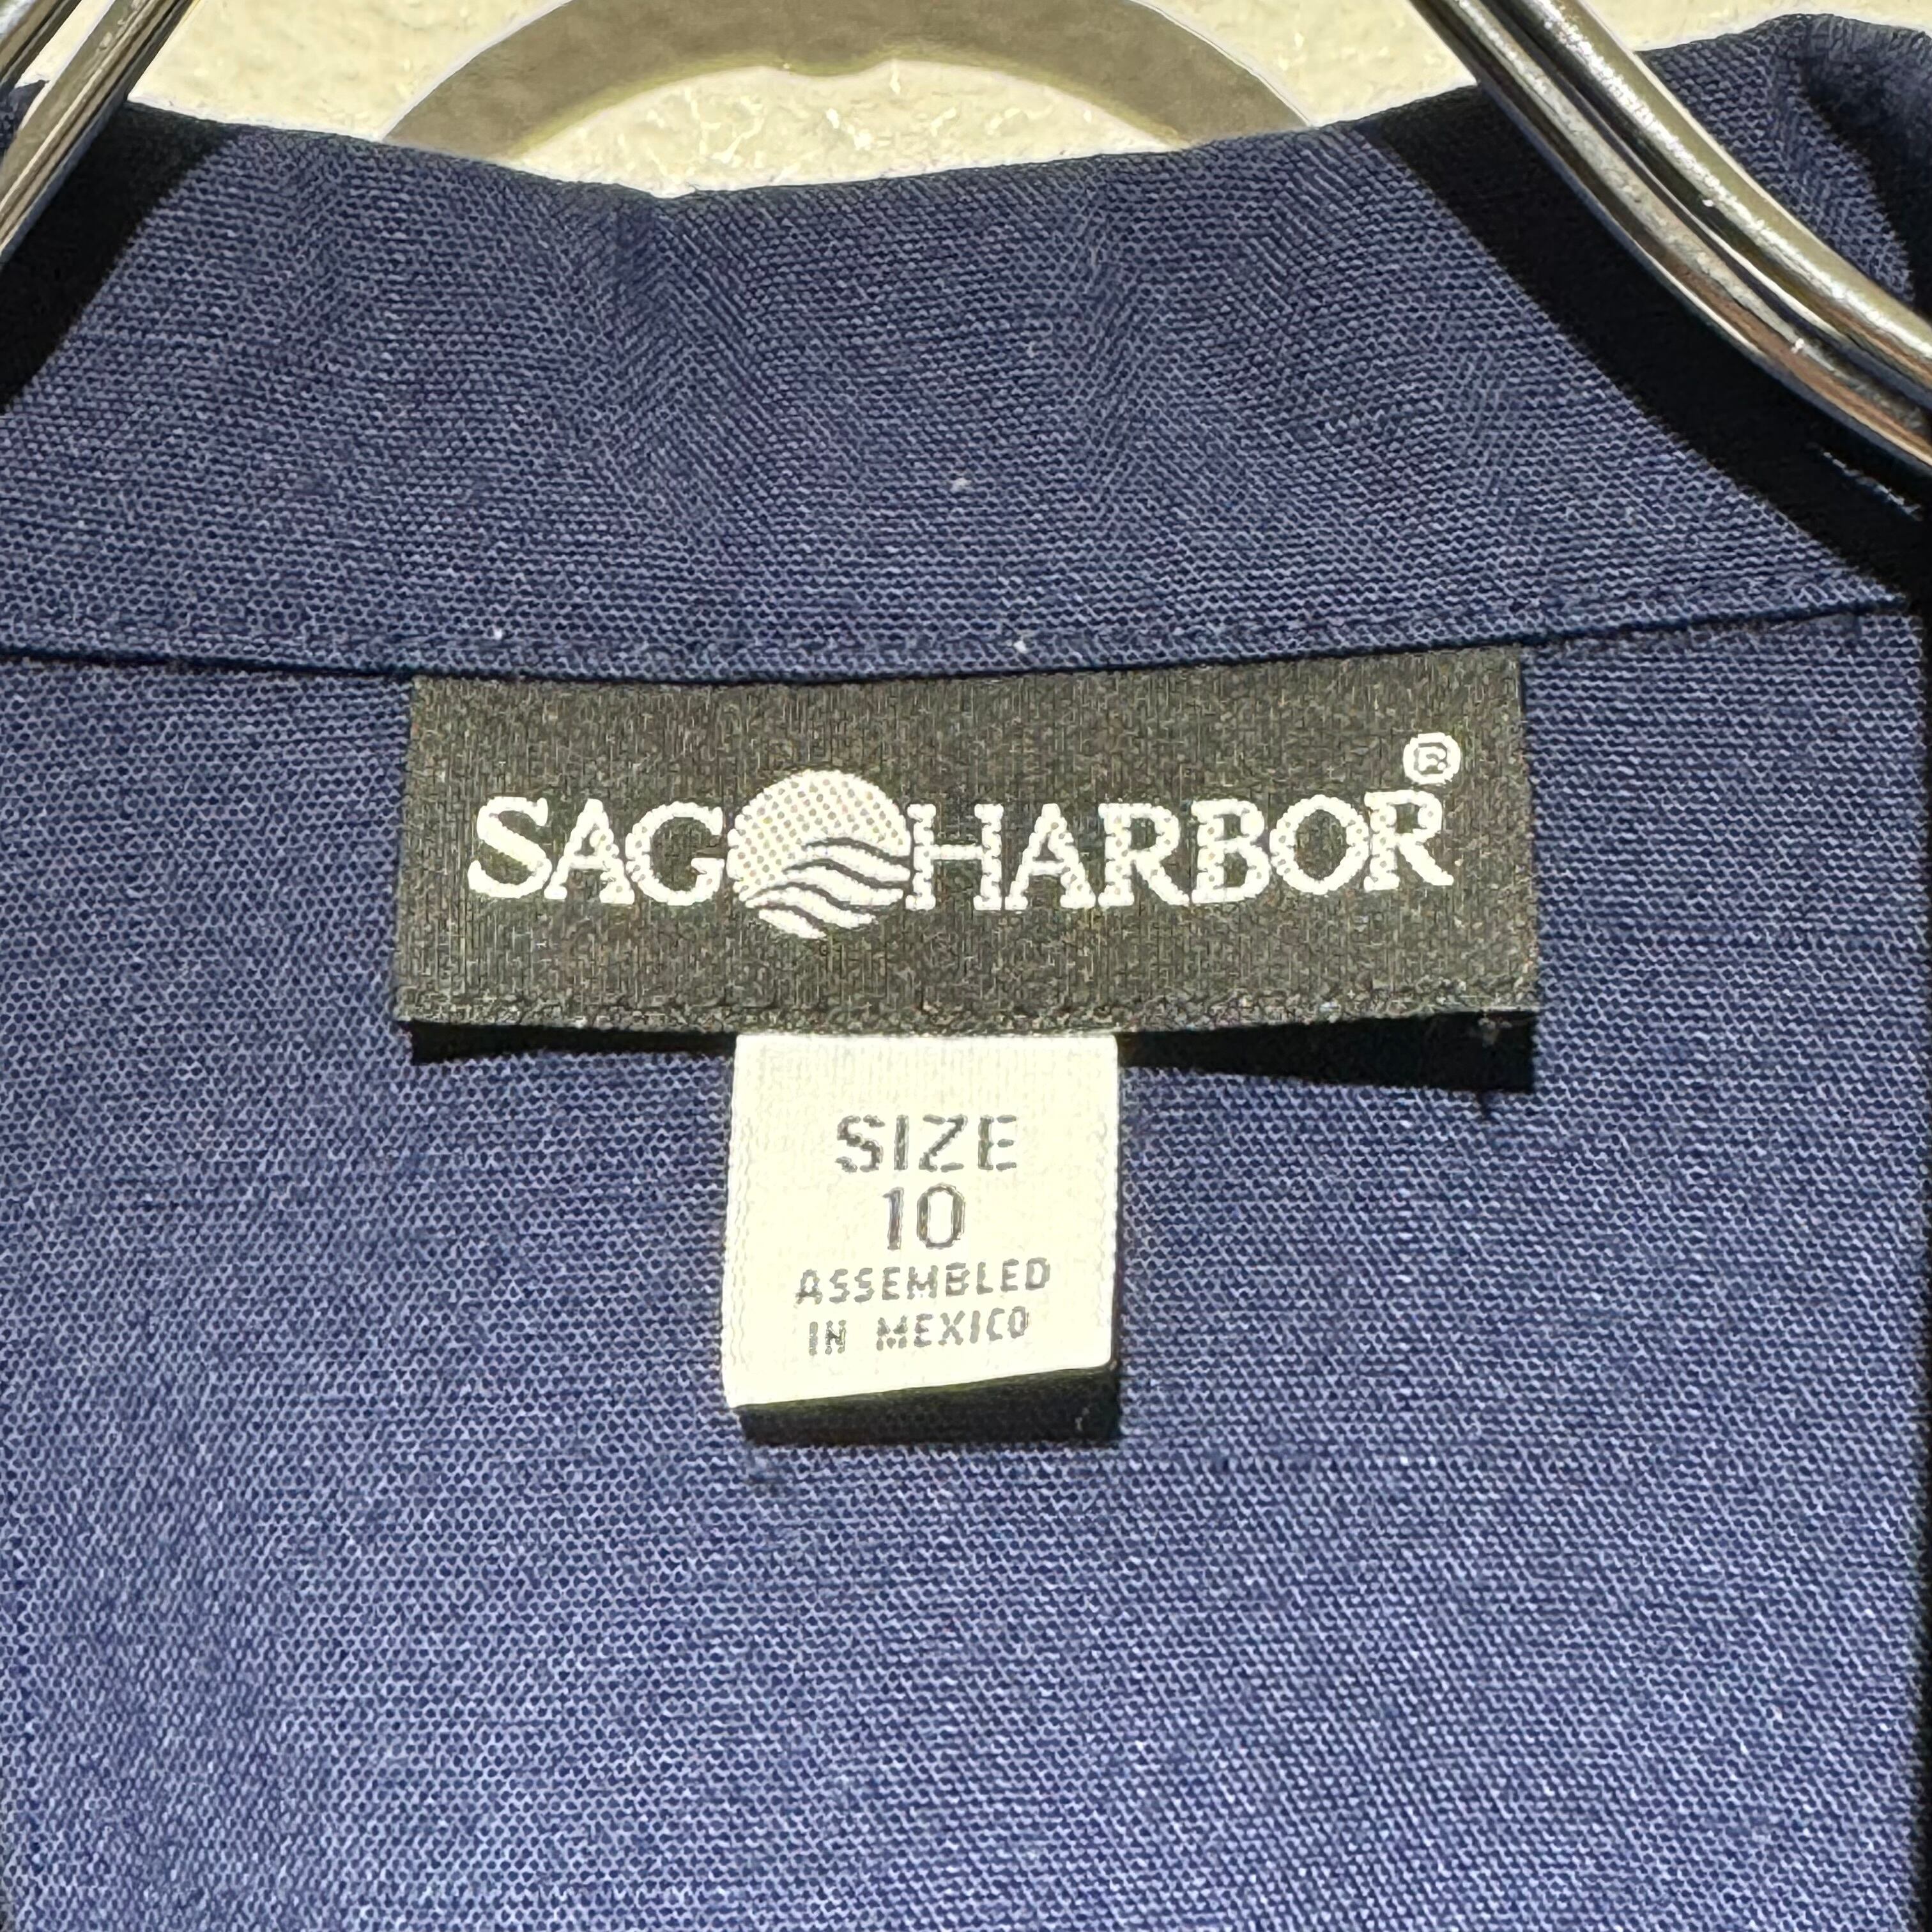 SAG HARBOR®
SIZE
10
ASSEMBLED
IN MEXICO